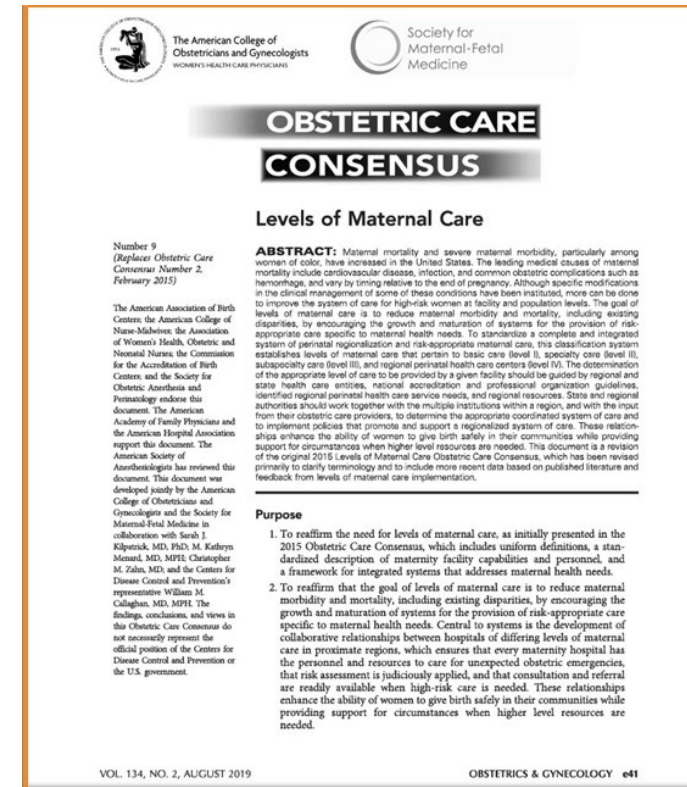 The American College of
Obstetricians and Gynecologists
WOMEN'S HEALTH CARE PHYSICIANS
Society for
Maternal-Fetal
Medicine
OBSTETRIC CARE
CONSENSUS
Levels of Maternal Care
Number 9
(Replaces Obstetric Care
Consensus Number 2,
February 2015)
The American Association of Birth
Centers; the American College of
Nurse-Midwives; the Association
of Women's Health, Obstetric and
Neonatal Nurses; the Commission
for the Accreditation of Birth
Centers; and the Society for
Obstetric Anesthesia and
Perinatology endorse this
document. The American
Academy of Family Physicians and
the American Hospital Association
support this document. The
American Society of
Anesthesiologists has reviewed this
document. This document was
developed jointly by the American
College of Obstetricians and
Gynecologists and the Society for
Maternal-Fetal Medicine in
collaboration with Sarah J.
Kilpatrick, MD, PhD; M. Kathryn
Menard, MD, MPH; Christopher
M. Zahn, MD; and the Centers for
Disease Control and Prevention's
representative William M.
Callaghan, MD, MPH. The
findings, conclusions, and views in
this Obstetric Care Consensus do
not necessarily represent the
official position of the Centers for
Disease Control and Prevention or
the U.S. government.
ABSTRACT: Maternal mortality and severe maternal morbidity, particularly among
women of color, have increased in the United States. The leading medical causes of maternal
mortality include cardiovascular disease, infection, and common obstetric complications such as
hemorrhage, and vary by timing relative to the end of pregnancy. Although specific modifications
in the clinical management of some of these conditions have been instituted, more can be done
to improve the system of care for high-risk women at facility and population levels. The goal of
levels of maternal care is to reduce maternal morbidity and mortality, including existing
disparities, by encouraging the growth and maturation of systems for the provision of risk-
appropriate care specific to maternal health needs. To standardize a complete and integrated
system of perinatal regionalization and risk-appropriate maternal care, this classification system
establishes levels of maternal care that pertain to basic care (level I), specialty care (level II),
subspecialty care (level III), and regional perinatal health care centers (level IV). The determination
of the appropriate level of care to be provided by a given facility should be guided by regional and
state health care entities, national accreditation and professional organization guidelines,
identified regional perinatal health care service needs, and regional resources. State and regional
authorities should work together with the multiple institutions within a region, and with the input
from their obstetric care providers, to determine the appropriate coordinated system of care and
to implement policies that promote and support a regionalized system of care. These relation-
ships enhance the ability of women to give birth safely in their communities while providing
support for circumstances when higher level resources are needed. This document is a revision
of the original 2015 Levels of Maternal Care Obstetric Care Consensus, which has been revised
primarily to clarify terminology and to include more recent data based on published literature and
feedback from levels of maternal care implementation.
Purpose
1. To reaffirm the need for levels of maternal care, as initially presented in the
2015 Obstetric Care Consensus, which includes uniform definitions, a stan-
dardized description of maternity facility capabilities and personnel, and
a framework for integrated systems that addresses maternal health needs.
2. To reaffirm that the goal of levels of maternal care is to reduce maternal
morbidity and mortality, including existing disparities, by encouraging the
growth and maturation of systems for the provision of risk-appropriate care
specific to maternal health needs. Central to systems is the development of
collaborative relationships between hospitals of differing levels of maternal
care in proximate regions, which ensures that every maternity hospital has
the personnel and resources to care for unexpected obstetric emergencies,
that risk assessment is judiciously applied, and that consultation and referral
are readily available when high-risk care is needed. These relationships
enhance the ability of women to give birth safely in their communities while
providing support for circumstances when higher level resources are
needed.
VOL. 134, NO. 2, AUGUST 2019
OBSTETRICS & GYNECOLOGY e41